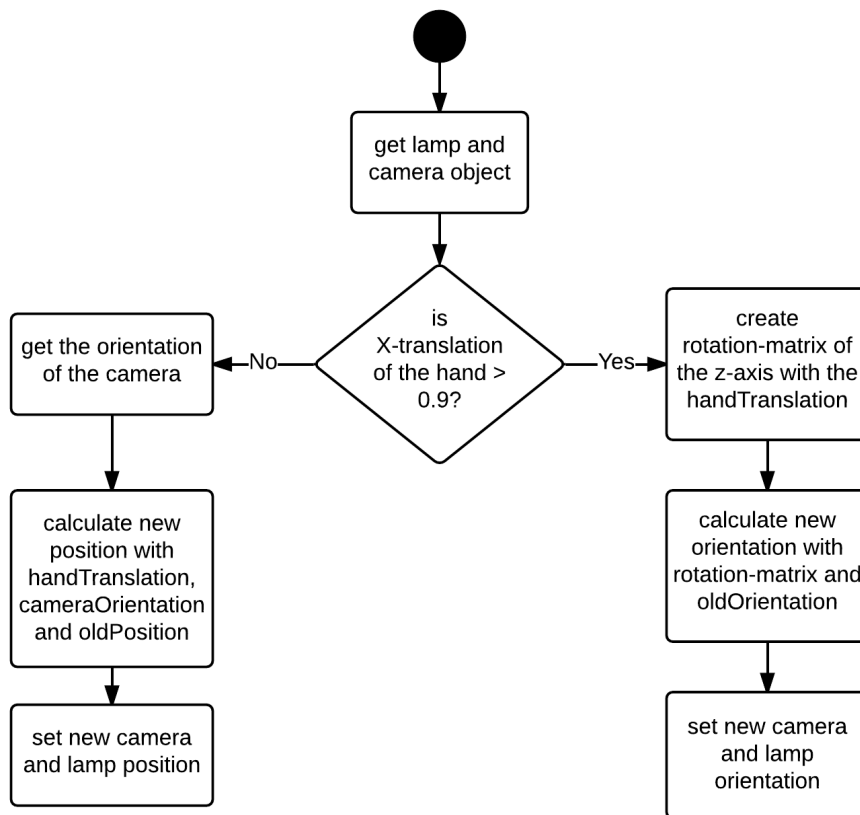 get lamp and
camera object
is
X-translation
of the hand >
0.9?
No
Yes
get the orientation
of the camera
calculate new
position with
handTranslation,
cameraOrientation
and oldPosition
set new camera
and lamp position
create
rotation-matrix of
the z-axis with the
handTranslation
calculate new
orientation with
rotation-matrix and
oldOrientation
set new camera
and lamp
orientation